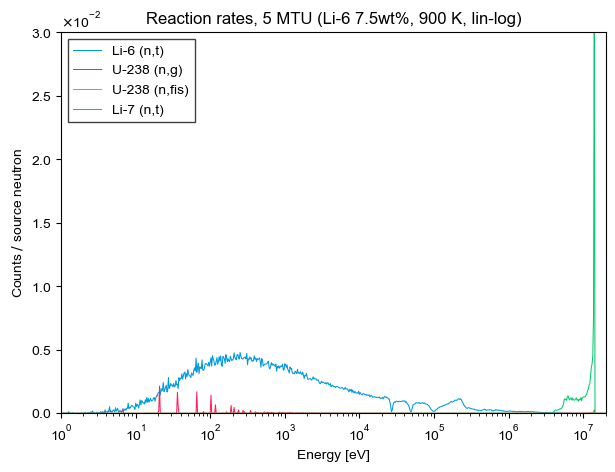 Reaction rates, 5 MTU (Li-6 7.5wt%, 900 K, lin-log)
×10⁻²
Li-6 (n,t)
U-238 (n,g)
U-238 (n,fis)
Li-7 (n,t)
3.0
2.5
2.0
1.5
1.0
0.5
0.0
Counts / source neutron
10⁰ 10¹ 10² 10³ 10⁴ 10⁵ 10⁶ 10⁷
Energy [eV]